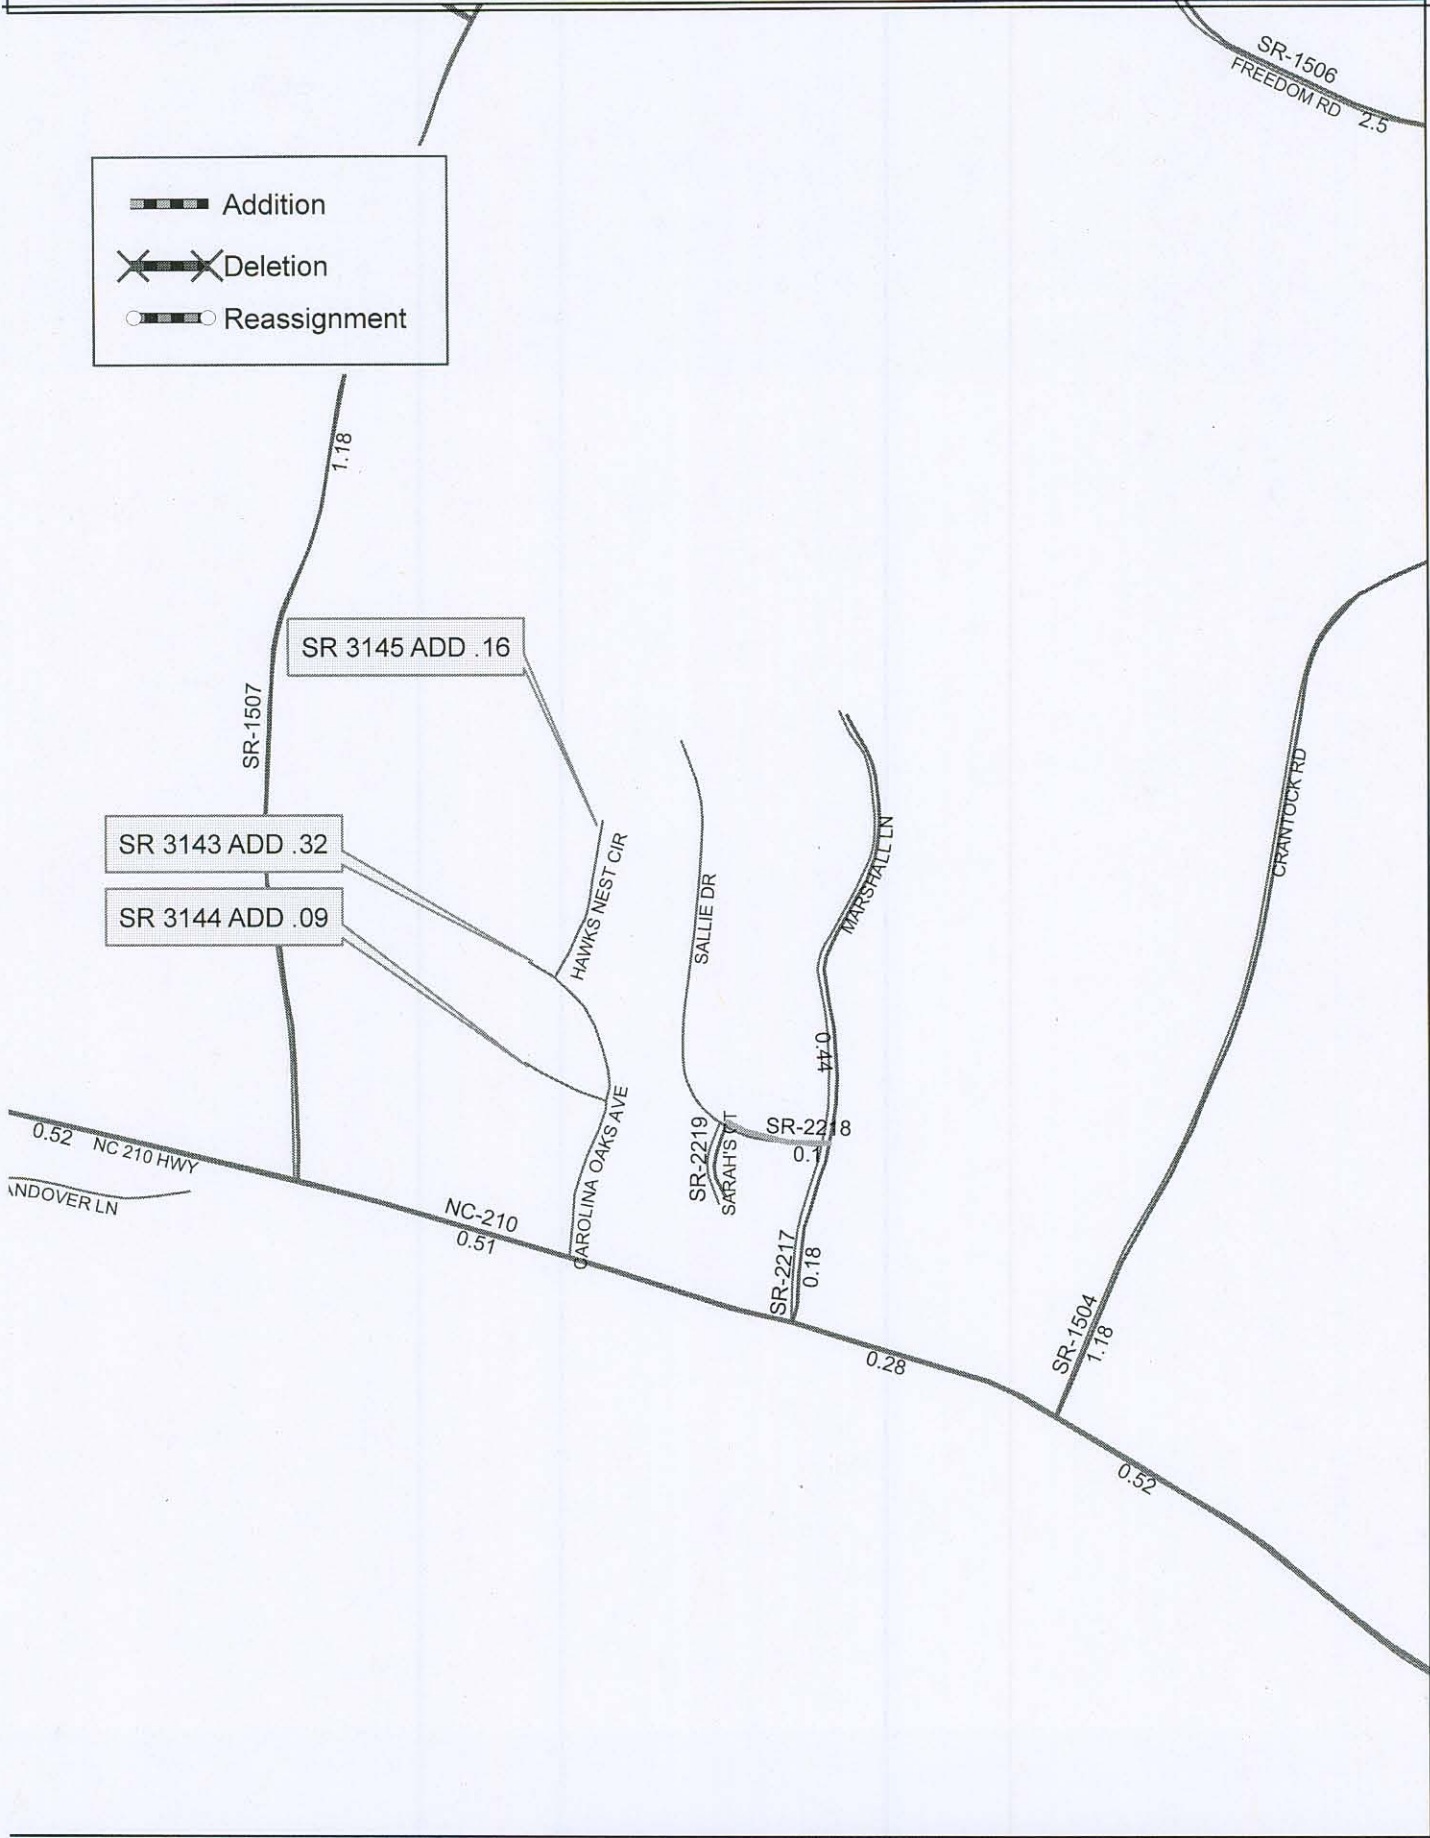 SR-1506
FREEDOM RD
2.5
Addition
Deletion
Reassignment
1.18
SR 3145 ADD .16
SR-1507
CRANTOCK RD
SR 3143 ADD .32
HAWKS NEST CIR
SALLIE DR
MARSHALL LN
SR 3144 ADD .09
0.44
0.52
NC 210 HWY
ANDOVER LN
CAROLINA OAKS AVE
SR-2219
SARAH'S CT
SR-2218
0.1
NC-210
0.51
SR-2217
0.18
SR-1504
1.18
0.28
0.52